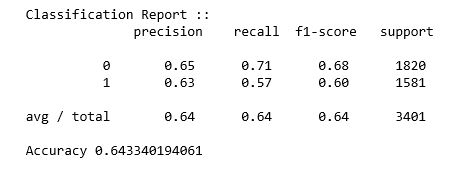 Classification Report ::
precision recall f1-score support
0 0.65 0.71 0.68 1820
1 0.63 0.57 0.60 1581
avg / total 0.64 0.64 0.64 3401
Accuracy 0.643340194061